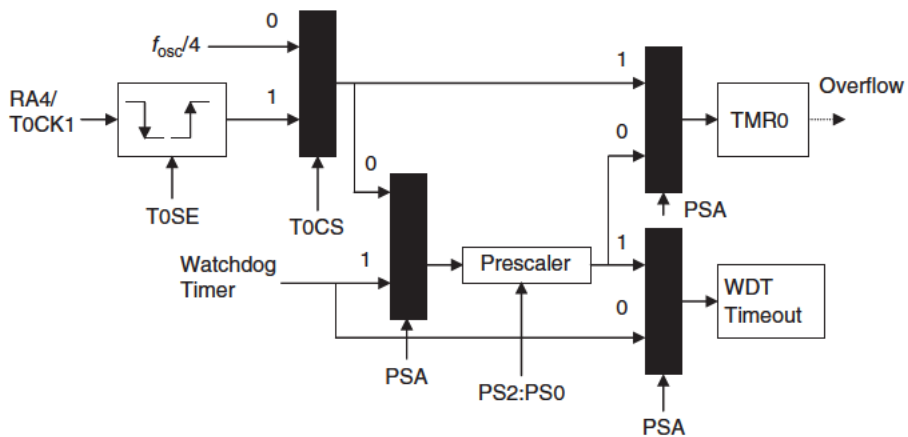 0
fosc/4
1
RA4/
T0CK1
1
Overflow
TMR0
0
0
T0SE
T0CS
PSA
Watchdog
Timer
1
Prescaler
1
WDT
Timeout
0
PSA
PS2:PS0
PSA